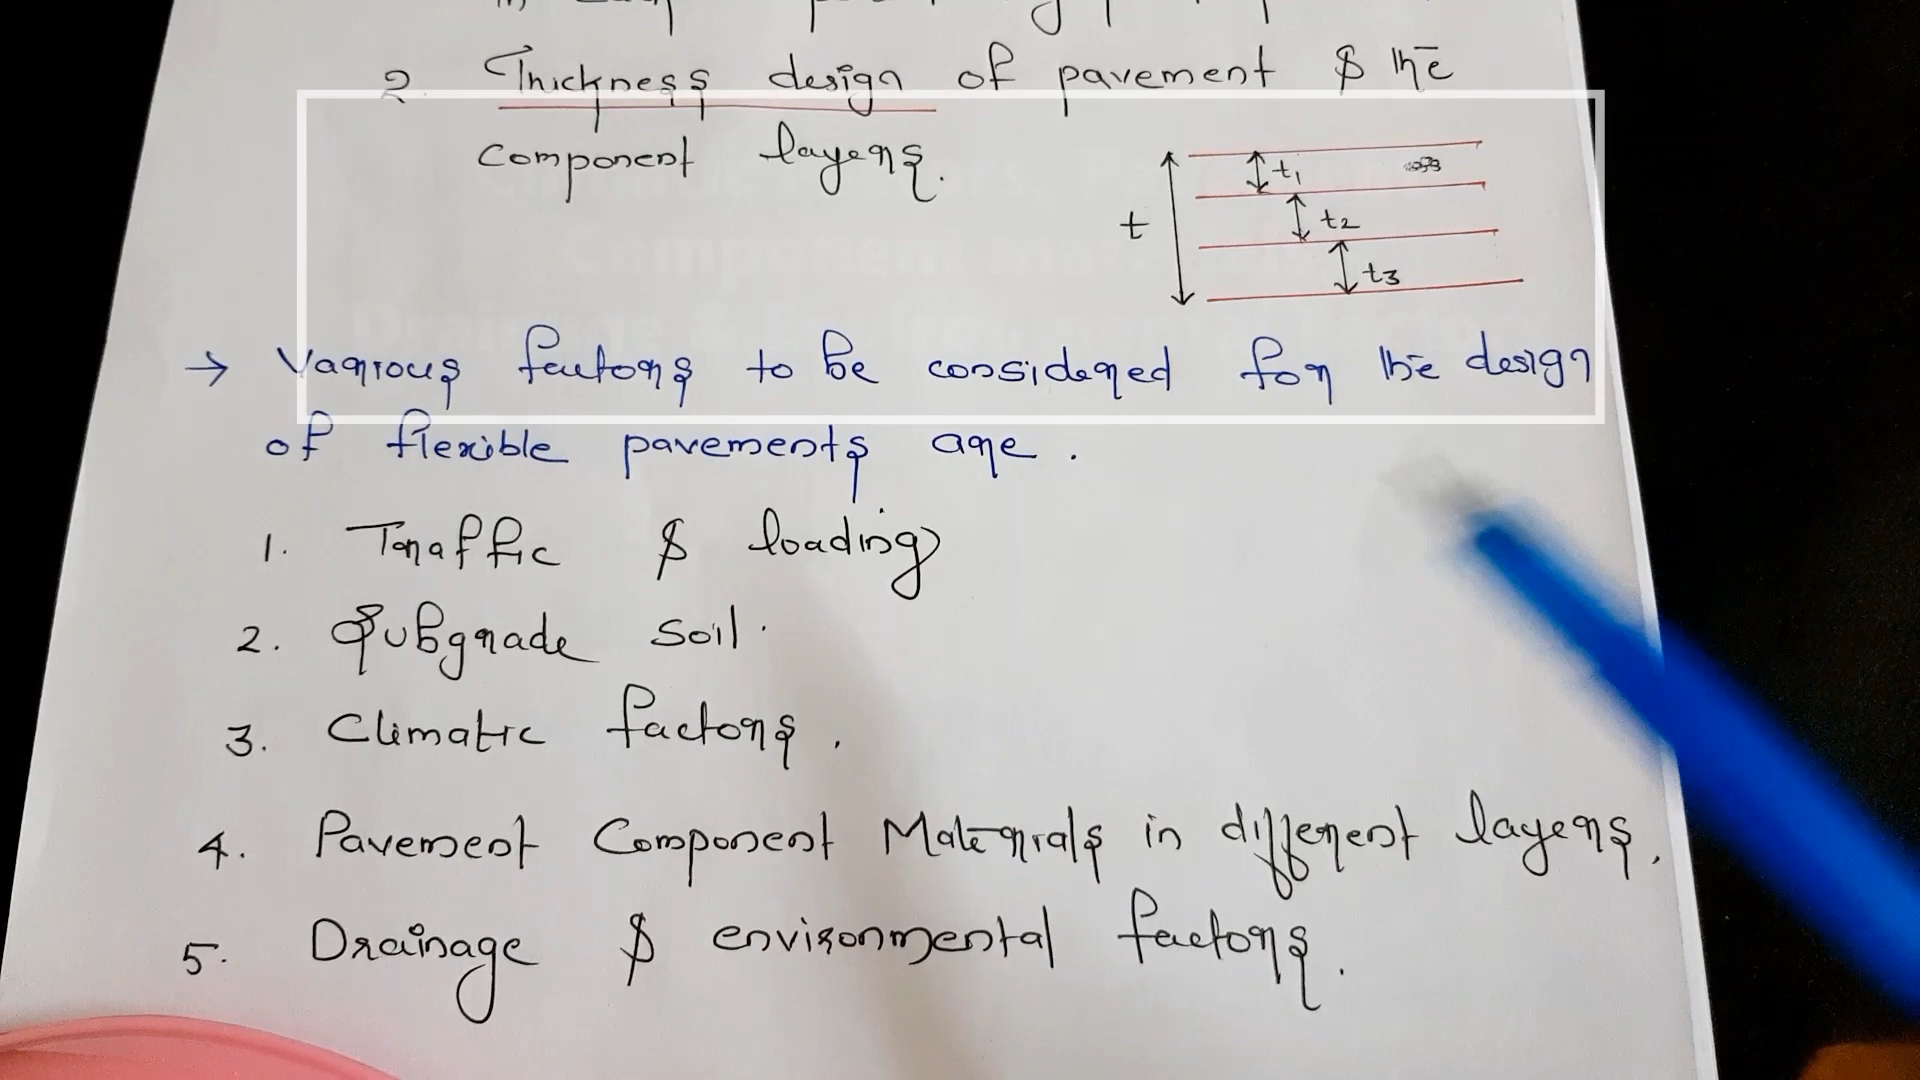 2. Thickness design of pavement & the
component layers.
t
t1
t2
t3
→ Various factors to be considered for the design
of flexible pavements are.
1. Traffic & loading
2. Subgrade soil.
3. Climatic factors.
4. Pavement Component Materials in different layers.
5. Drainage & environmental factors.